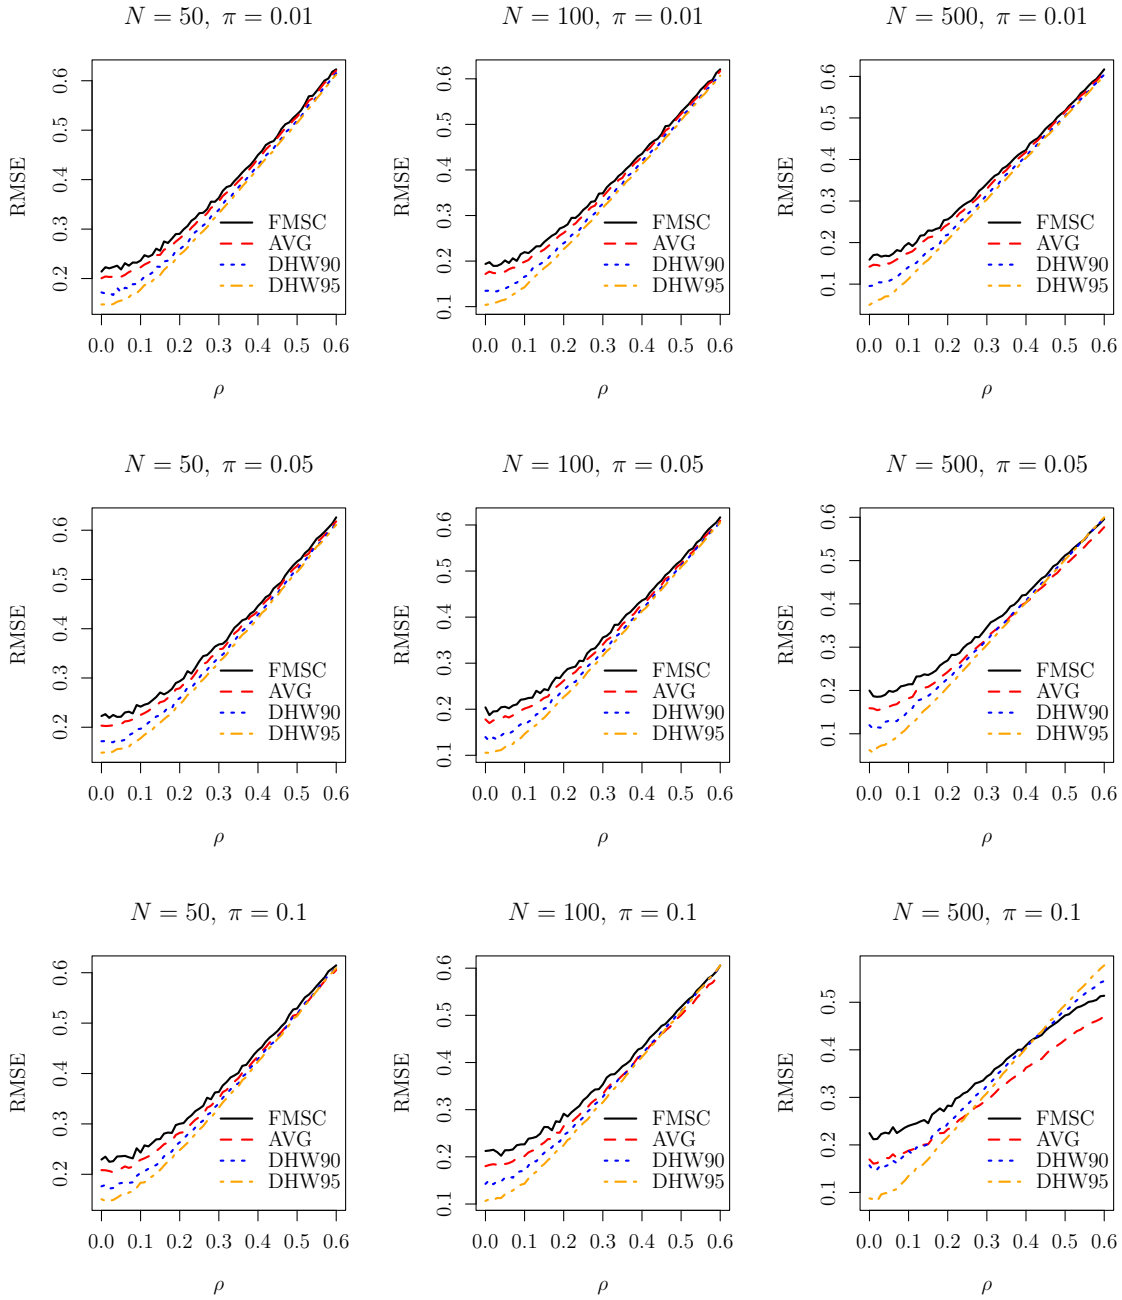 N = 50, π = 0.01
RMSE
0.2 0.3 0.4 0.5 0.6
FMSC
AVG
DHW90
DHW95
0.0 0.1 0.2 0.3 0.4 0.5 0.6
ρ
N = 100, π = 0.01
RMSE
0.1 0.2 0.3 0.4 0.5 0.6
FMSC
AVG
DHW90
DHW95
0.0 0.1 0.2 0.3 0.4 0.5 0.6
ρ
N = 500, π = 0.01
RMSE
0.1 0.2 0.3 0.4 0.5 0.6
FMSC
AVG
DHW90
DHW95
0.0 0.1 0.2 0.3 0.4 0.5 0.6
ρ
N = 50, π = 0.05
RMSE
0.2 0.3 0.4 0.5 0.6
FMSC
AVG
DHW90
DHW95
0.0 0.1 0.2 0.3 0.4 0.5 0.6
ρ
N = 100, π = 0.05
RMSE
0.1 0.2 0.3 0.4 0.5 0.6
FMSC
AVG
DHW90
DHW95
0.0 0.1 0.2 0.3 0.4 0.5 0.6
ρ
N = 500, π = 0.05
RMSE
0.1 0.2 0.3 0.4 0.5 0.6
FMSC
AVG
DHW90
DHW95
0.0 0.1 0.2 0.3 0.4 0.5 0.6
ρ
N = 50, π = 0.1
RMSE
0.2 0.3 0.4 0.5 0.6
FMSC
AVG
DHW90
DHW95
0.0 0.1 0.2 0.3 0.4 0.5 0.6
ρ
N = 100, π = 0.1
RMSE
0.1 0.2 0.3 0.4 0.5 0.6
FMSC
AVG
DHW90
DHW95
0.0 0.1 0.2 0.3 0.4 0.5 0.6
ρ
N = 500, π = 0.1
RMSE
0.1 0.2 0.3 0.4 0.5
FMSC
AVG
DHW90
DHW95
0.0 0.1 0.2 0.3 0.4 0.5 0.6
ρ